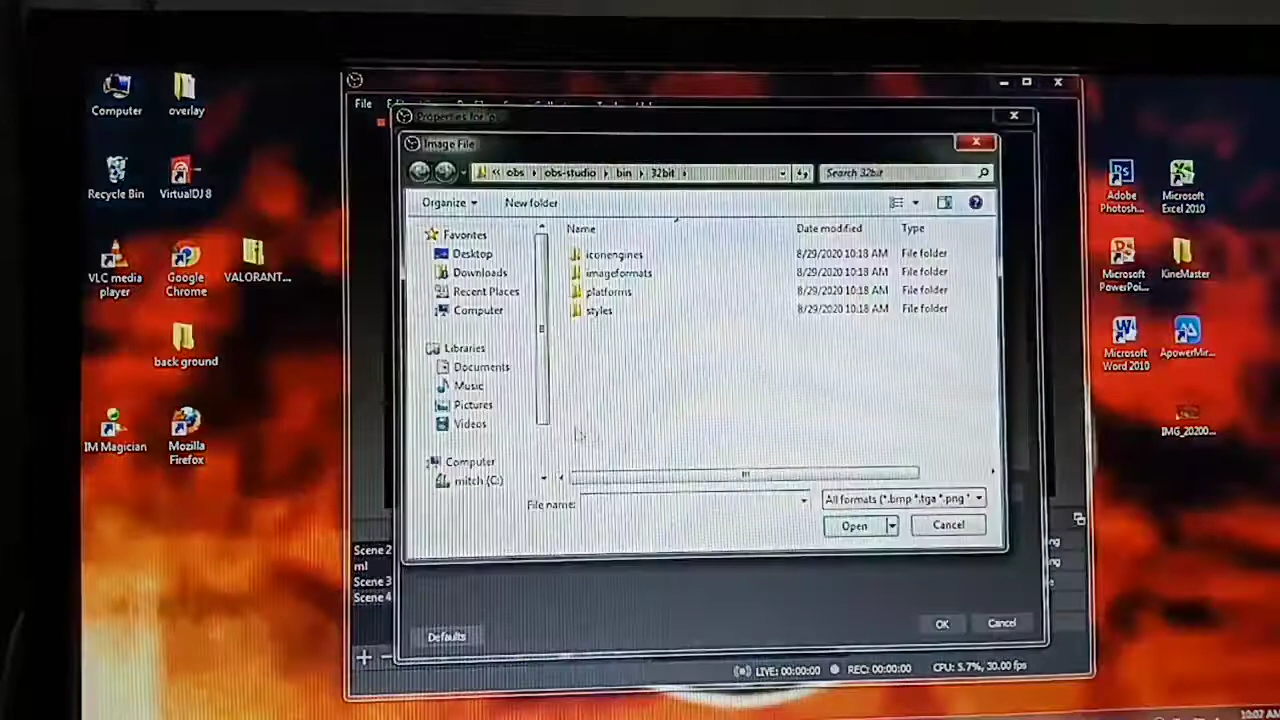 Computer
overlay
Recycle Bin
VirtualDJ 8
VLC media
player
Google
Chrome
VALORANT...
back ground
IM Magician
Mozilla
Firefox
File
Properties for
Image File
« obs › obs-studio › bin › 32bit ›
Search 32bit
Organize
New folder
Favorites
Desktop
Downloads
Recent Places
Computer
Libraries
Documents
Music
Pictures
Videos
Computer
mitch (C:)
Name
Date modified
Type
iconengines
8/29/2020 10:18 AM
File folder
imageformats
8/29/2020 10:18 AM
File folder
platforms
8/29/2020 10:18 AM
File folder
styles
8/29/2020 10:18 AM
File folder
File name:
All formats (*.bmp *.tga *.png *
Open
Cancel
Scene 2
ml
Scene 3
Scene 4
Defaults
OK
Cancel
LIVE: 00:00:00
REC: 00:00:00
CPU: 5.7%, 30.00 fps
Adobe
Photosh...
Microsoft
Excel 2010
Microsoft
PowerPoi...
KineMaster
Microsoft
Word 2010
ApowerMir...
IMG_20200...
10:07 AM